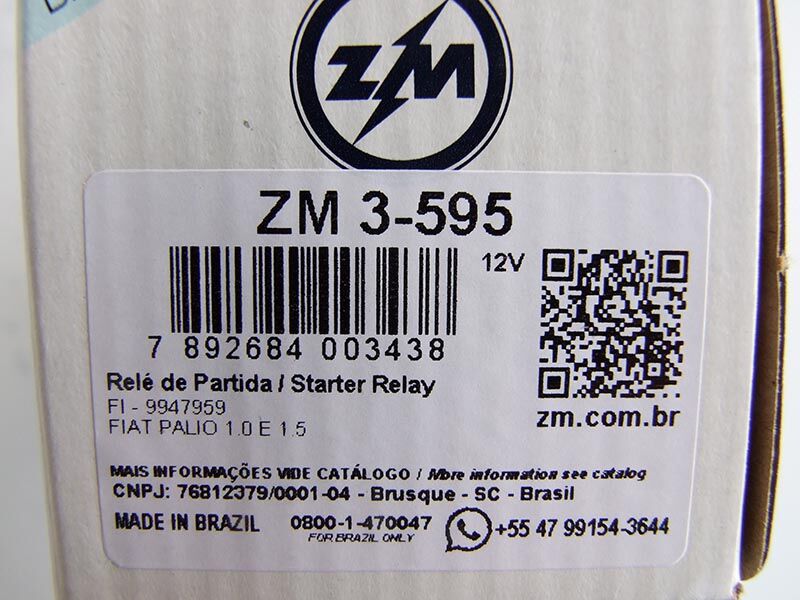 ZM
ZM 3-595
12V
7 892684 003438
zm.com.br
Relé de Partida / Starter Relay
FI - 9947959
FIAT PALIO 1.0 E 1.5
MAIS INFORMAÇÕES VIDE CATÁLOGO / More information see catalog
CNPJ: 76812379/0001-04 - Brusque - SC - Brasil
MADE IN BRAZIL 0800-1-470047 +55 47 99154-3644
FOR BRAZIL ONLY